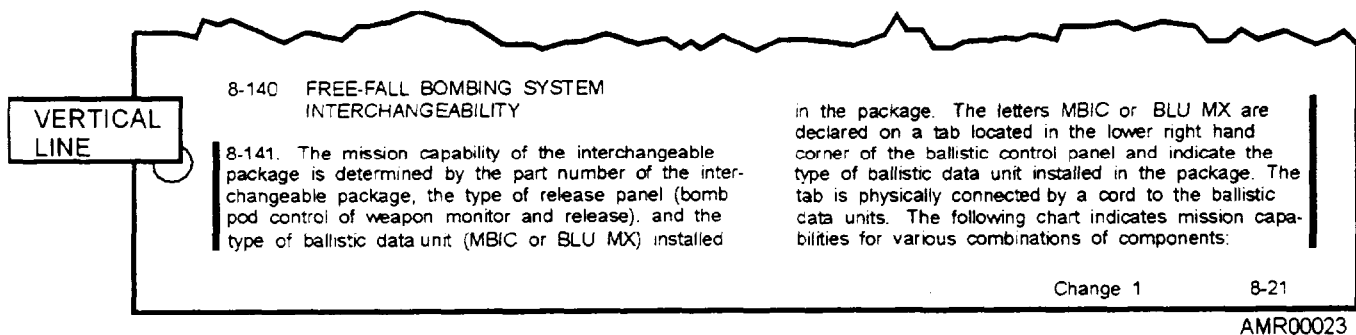 VERTICAL
LINE
8-140 FREE-FALL BOMBING SYSTEM
INTERCHANGEABILITY
8-141. The mission capability of the interchangeable
package is determined by the part number of the inter-
changeable package, the type of release panel (bomb
pod control of weapon monitor and release). and the
type of ballistic data unit (MBIC or BLU MX) installed
in the package. The letters MBIC or BLU MX are
declared on a tab located in the lower right hand
corner of the ballistic control panel and indicate the
type of ballistic data unit installed in the package. The
tab is physically connected by a cord to the ballistic
data units. The following chart indicates mission capa-
bilities for various combinations of components:
Change 1 8-21
AMR00023